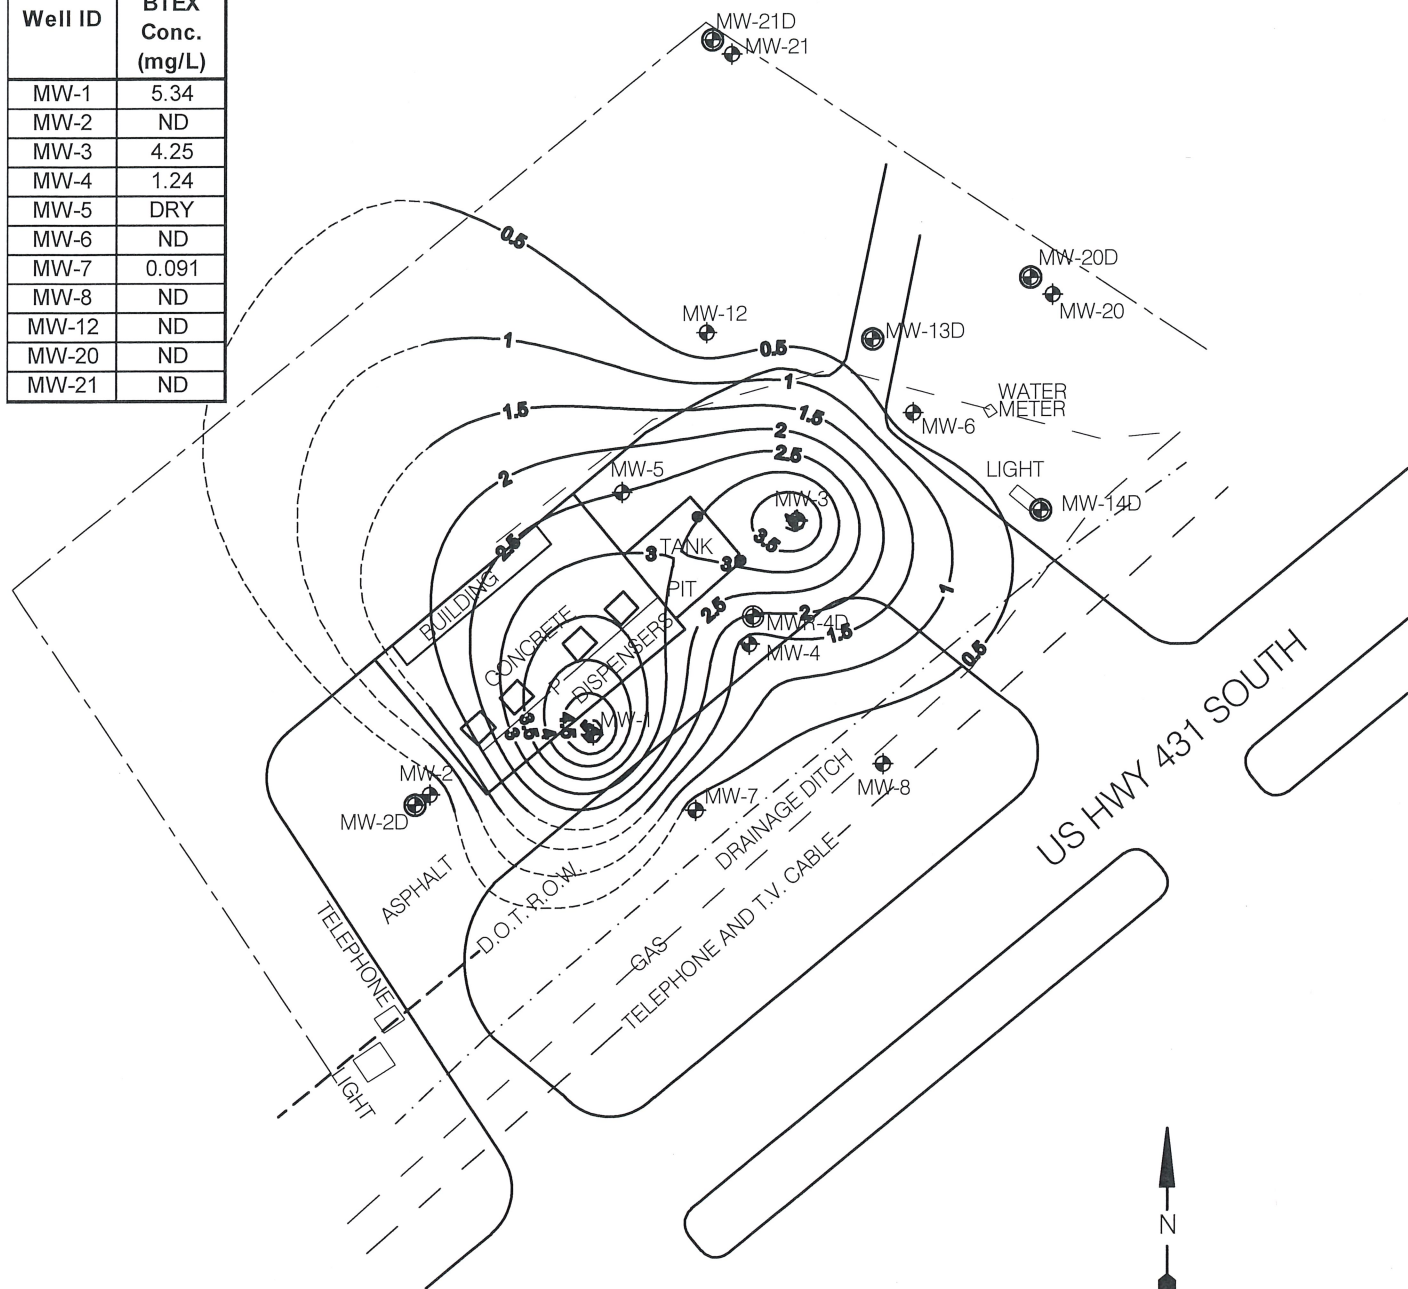 Well ID
BTEX
Conc.
(mg/L)
MW-1 5.34
MW-2 ND
MW-3 4.25
MW-4 1.24
MW-5 DRY
MW-6 ND
MW-7 0.091
MW-8 ND
MW-12 ND
MW-20 ND
MW-21 ND
MW-21D
MW-21
0.5
MW-20D
MW-20
MW-12
MW-13D
0.5
1
1
WATER
METER
1.5
1.5
MW-6
2
2.5
MW-5
LIGHT
2
MW-3
MW-14D
3.5
2.5
TANK
3
3
PIT
1
BUILDING
2.5
2
MWR-4D
CONCRETE
1.5
MW-4
DISPENSERS
P
0.5
MW-1
3
3.5
4
4.5
US HWY 431 SOUTH
MW-2
MW-2D
MW-7
MW-8
DRAINAGE DITCH
ASPHALT
D.O.T. R.O.W.
GAS
TELEPHONE AND T.V. CABLE
TELEPHONE
LIGHT
N